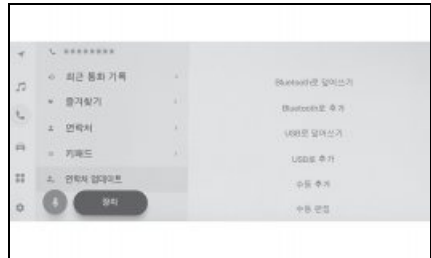 ********
최근 통화 기록
즐겨찾기
연락처
키패드
연락처 업데이트
Bluetooth로 덮어쓰기
Bluetooth로 추가
USB로 덮어쓰기
USB로 추가
수동 추가
수동 편집